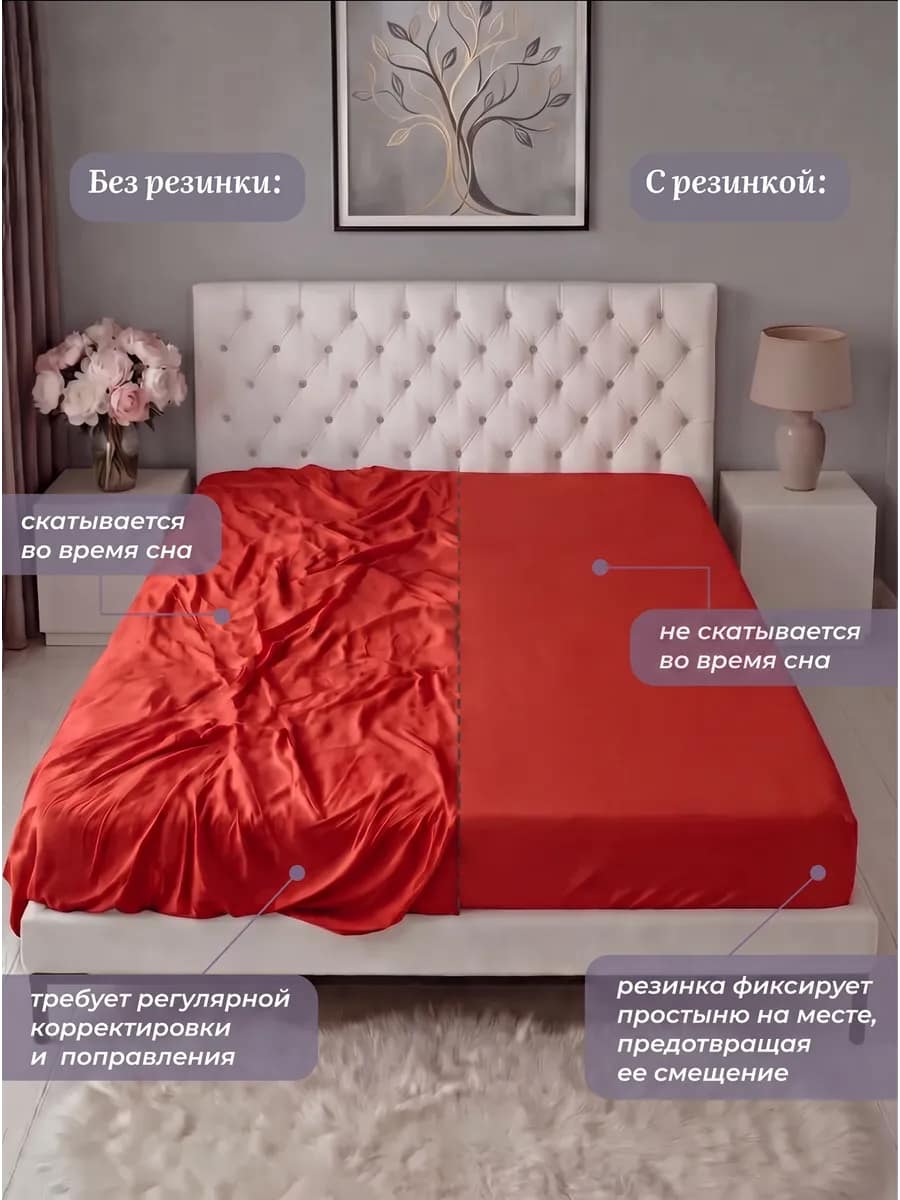 Без резинки:
С резинкой:
скатывается
во время сна
не скатывается
во время сна
требует регулярной
корректировки
и поправления
резинка фиксирует
простыню на месте,
предотвращая
ее смещение